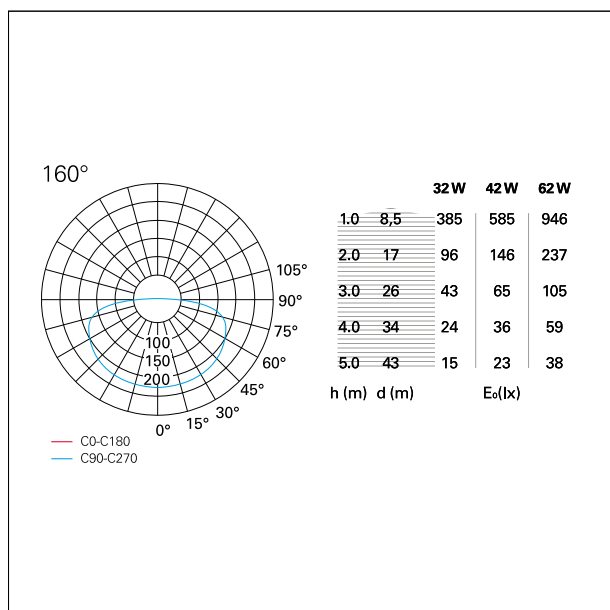 160°
105°
90°
75°
60°
45°
30°
15°
0°
100
150
200
C0-C180
C90-C270
32 W 42 W 62 W
1.0 8,5 385 585 946
2.0 17 96 146 237
3.0 26 43 65 105
4.0 34 24 36 59
5.0 43 15 23 38
h (m) d (m) E₀(lx)